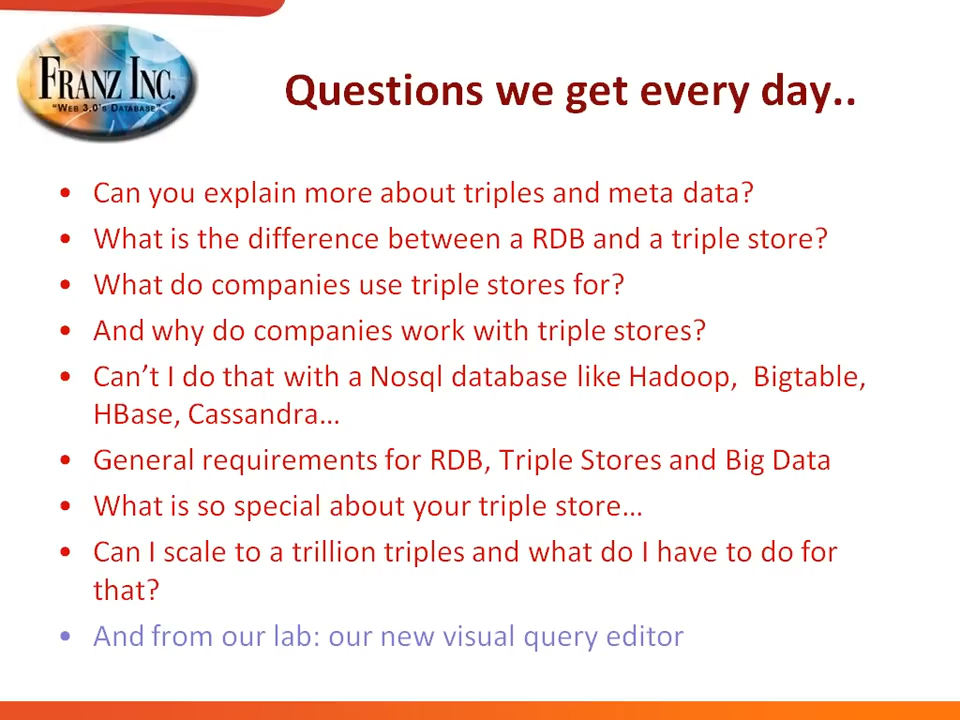 FRANZ INC.
"WEB 3.0'S DATABASE"
Questions we get every day..
• Can you explain more about triples and meta data?
• What is the difference between a RDB and a triple store?
• What do companies use triple stores for?
• And why do companies work with triple stores?
• Can't I do that with a Nosql database like Hadoop, Bigtable,
HBase, Cassandra…
• General requirements for RDB, Triple Stores and Big Data
• What is so special about your triple store…
• Can I scale to a trillion triples and what do I have to do for
that?
• And from our lab: our new visual query editor